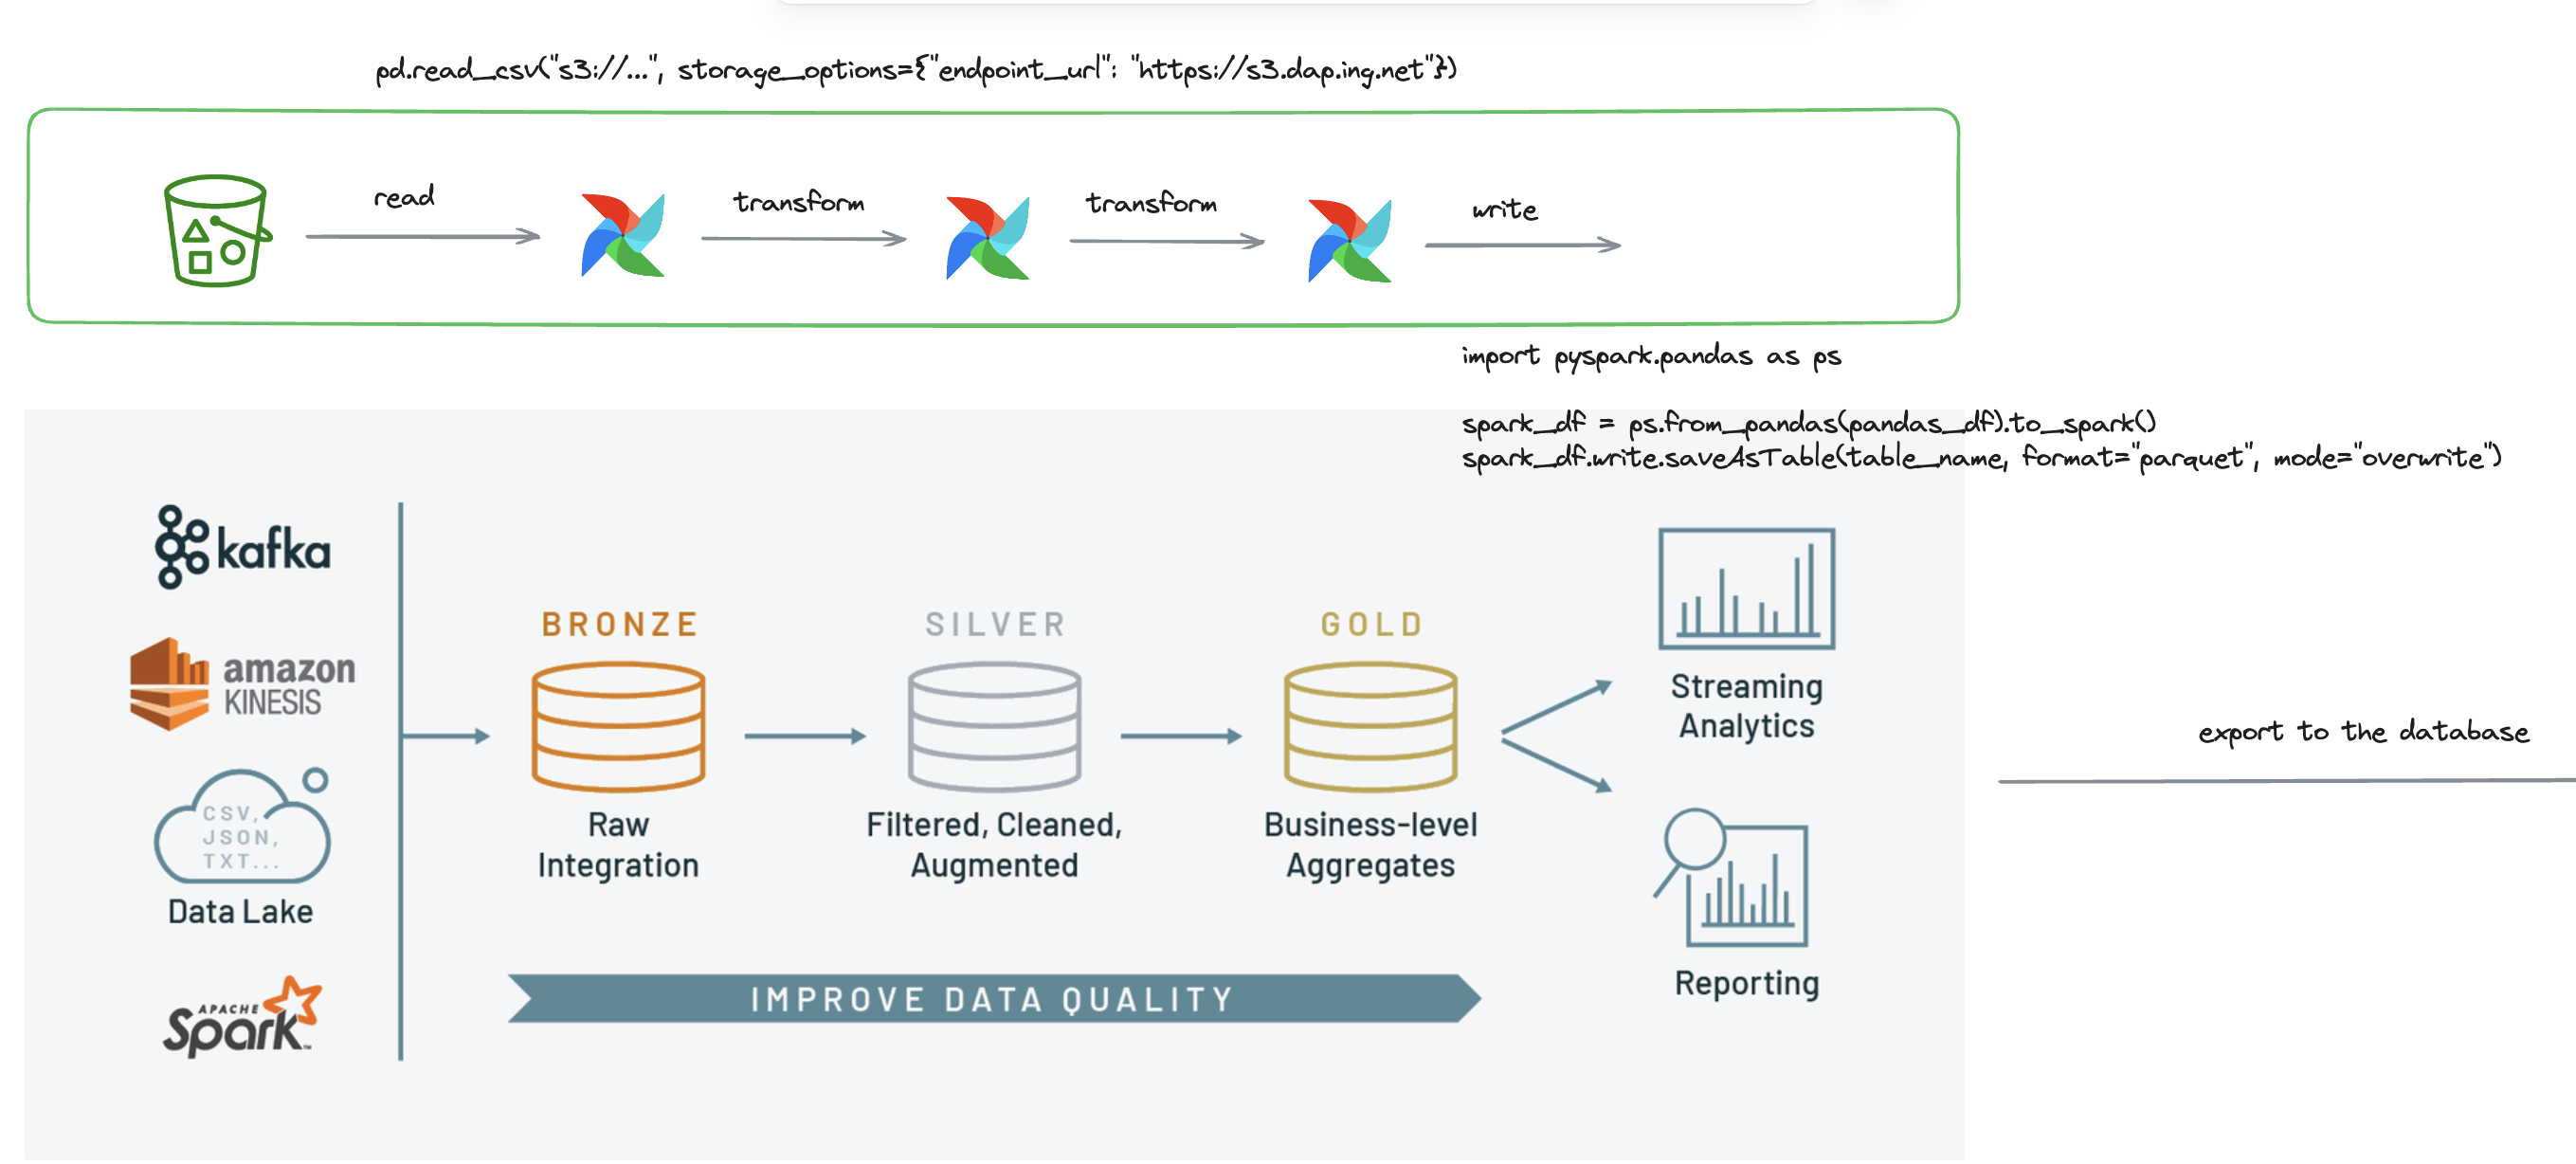 pd.read_csv("s3://...", storage_options={"endpoint_url": "https://s3.dap.ing.net"})
read
transform
transform
write
import pyspark.pandas as ps
spark_df = ps.from_pandas(pandas_df).to_spark()
spark_df.write.saveAsTable(table_name, format="parquet", mode="overwrite")
kafka
amazon
KINESIS
CSV,
JSON,
TXT...
Data Lake
APACHE
Spark™
BRONZE
Raw
Integration
SILVER
Filtered, Cleaned,
Augmented
GOLD
Business-level
Aggregates
Streaming
Analytics
Reporting
IMPROVE DATA QUALITY
export to the database